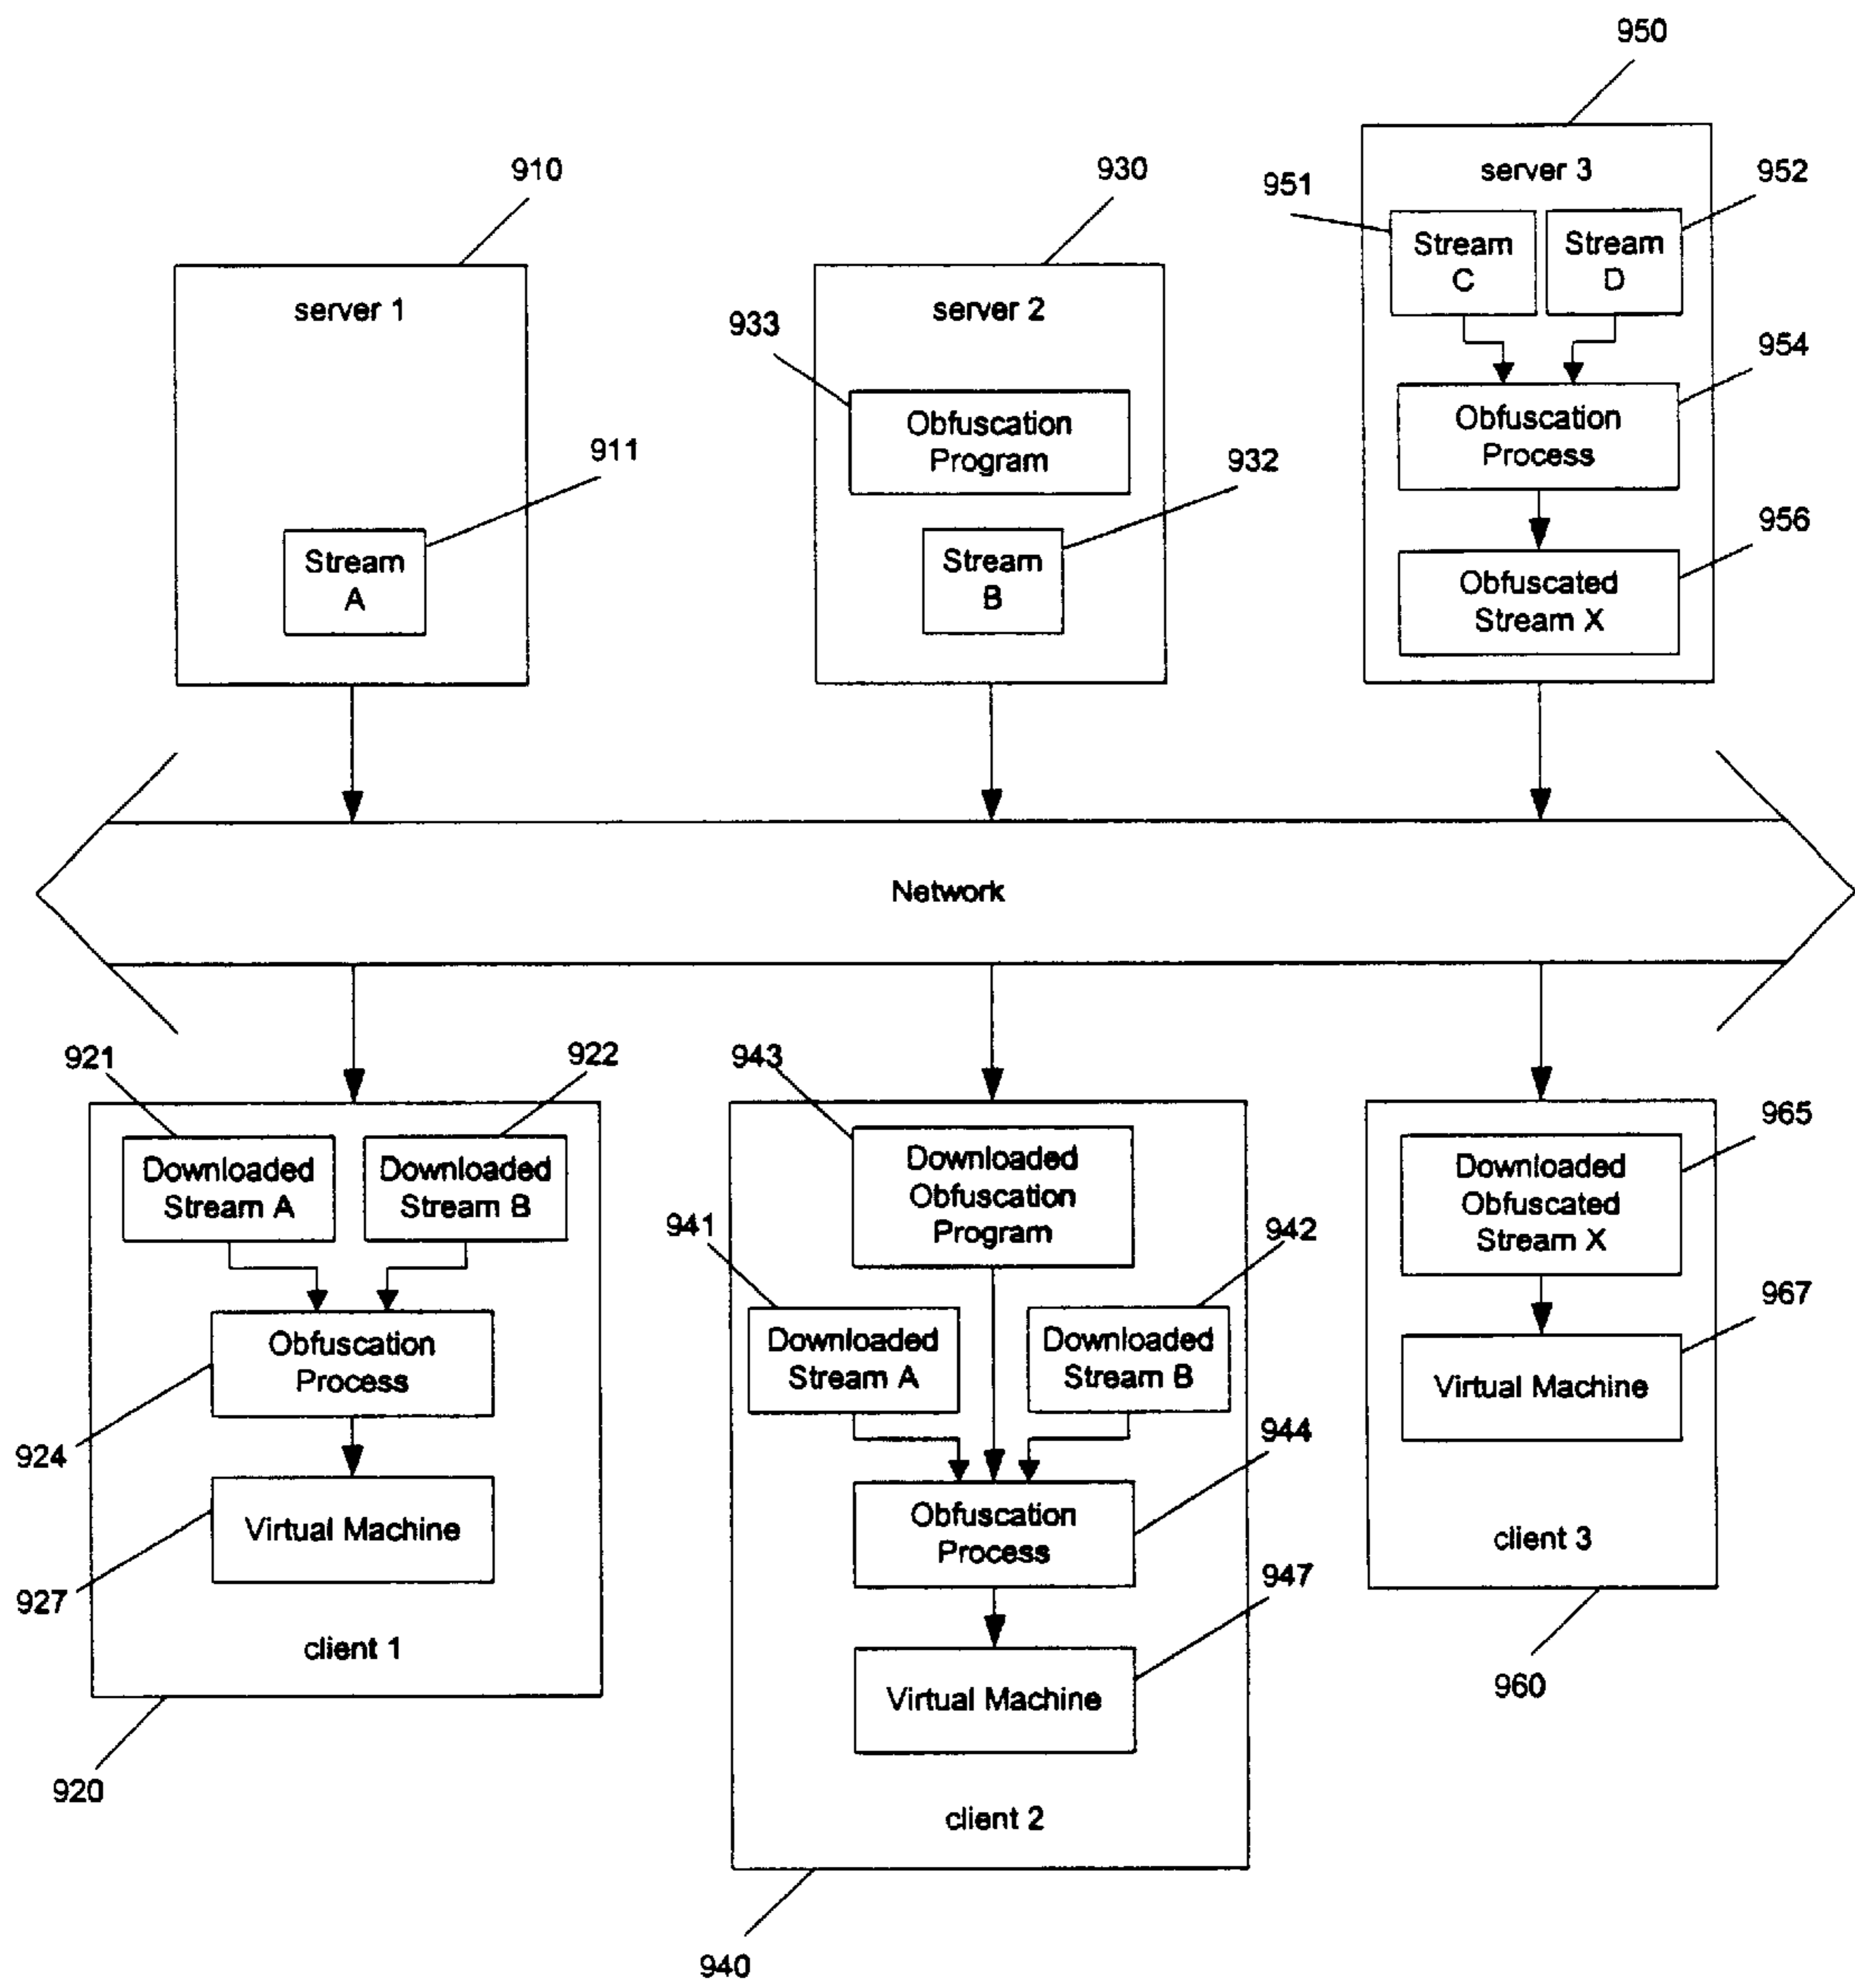 950
910
930
server 3
951
952
Stream
C
Stream
D
server 1
server 2
933
954
Obfuscation
Program
Obfuscation
Process
911
932
956
Stream
A
Stream
B
Obfuscated
Stream X
Network
921
922
943
965
Downloaded
Stream A
Downloaded
Stream B
Downloaded
Obfuscation
Program
Downloaded
Obfuscated
Stream X
941
942
967
Obfuscation
Process
Downloaded
Stream A
Downloaded
Stream B
Virtual Machine
924
944
Virtual Machine
Obfuscation
Process
client 3
927
947
client 1
Virtual Machine
960
920
client 2
940